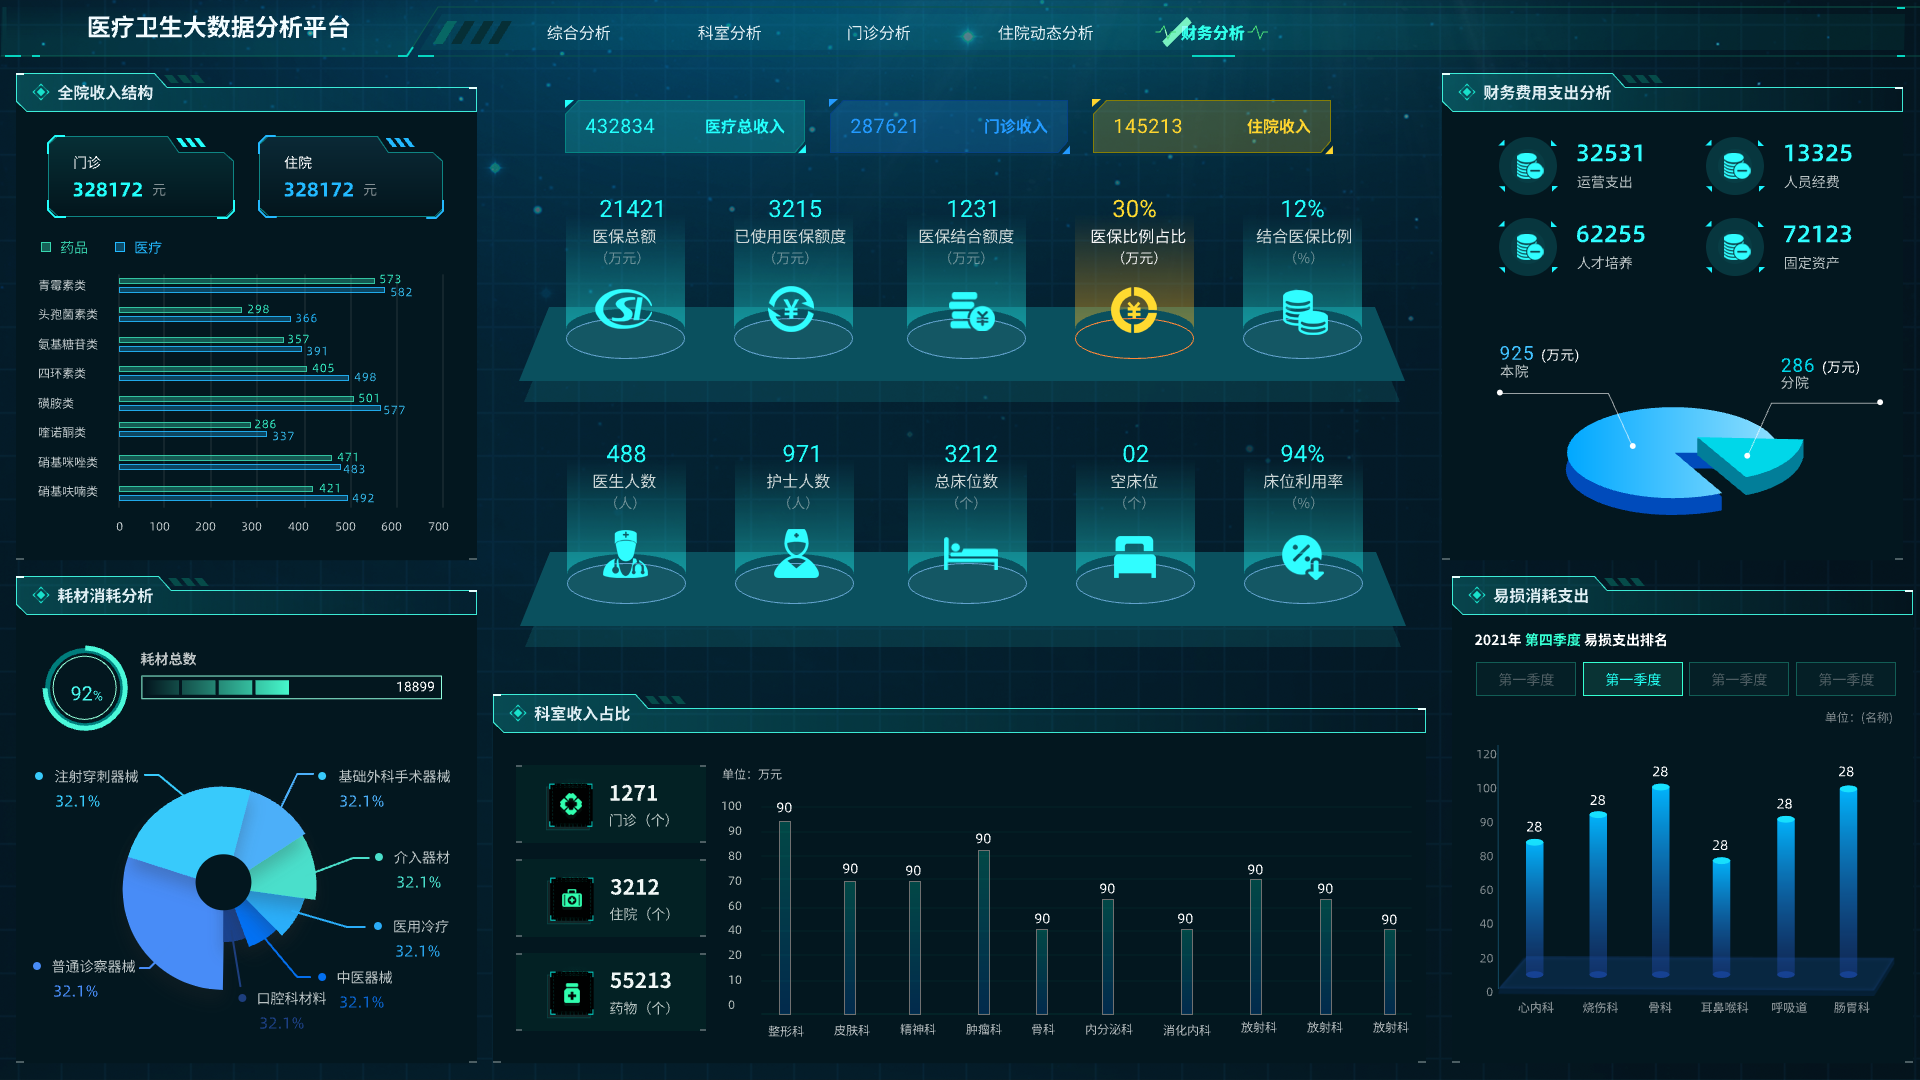 医疗卫生大数据分析平台
综合分析
科室分析
门诊分析
住院动态分析
财务分析
全院收入结构
门诊
328172 元
住院
328172 元
药品
医疗
青霉素类 573 582
头孢菌素类 298 366
氨基糖苷类 357 391
四环素类 405 498
磺胺类 501 577
喹诺酮类 286 337
硝基咪唑类 471 483
硝基呋喃类 421 492
0 100 200 300 400 500 600 700
耗材消耗分析
92%
耗材总数
18899
注射穿刺器械
32.1%
基础外科手术器械
32.1%
介入器材
32.1%
医用冷疗
32.1%
中医器械
32.1%
口腔科材料
32.1%
普通诊察器械
32.1%
432834 医疗总收入
287621 门诊收入
145213 住院收入
21421
医保总额
(万元)
3215
已使用医保额度
(万元)
1231
医保结合额度
(万元)
30%
医保比例占比
(万元)
12%
结合医保比例
(%)
488
医生人数
(人)
971
护士人数
(人)
3212
总床位数
(个)
02
空床位
(个)
94%
床位利用率
(%)
科室收入占比
1271
门诊（个）
3212
住院（个）
55213
药物（个）
单位：万元
100
90
80
70
60
40
20
10
0
90 90 90 90 90 90 90 90 90 90
整形科 皮肤科 精神科 肿瘤科 骨科 内分泌科 消化内科 放射科 放射科 放射科
财务费用支出分析
32531
运营支出
13325
人员经费
62255
人才培养
72123
固定资产
925 (万元)
本院
286 (万元)
分院
易损消耗支出
2021年 第四季度 易损支出排名
第一季度 第一季度 第一季度 第一季度
单位：(名称)
120
100
90
80
60
40
20
0
28 28 28 28 28 28
心内科 烧伤科 骨科 耳鼻喉科 呼吸道 肠胃科